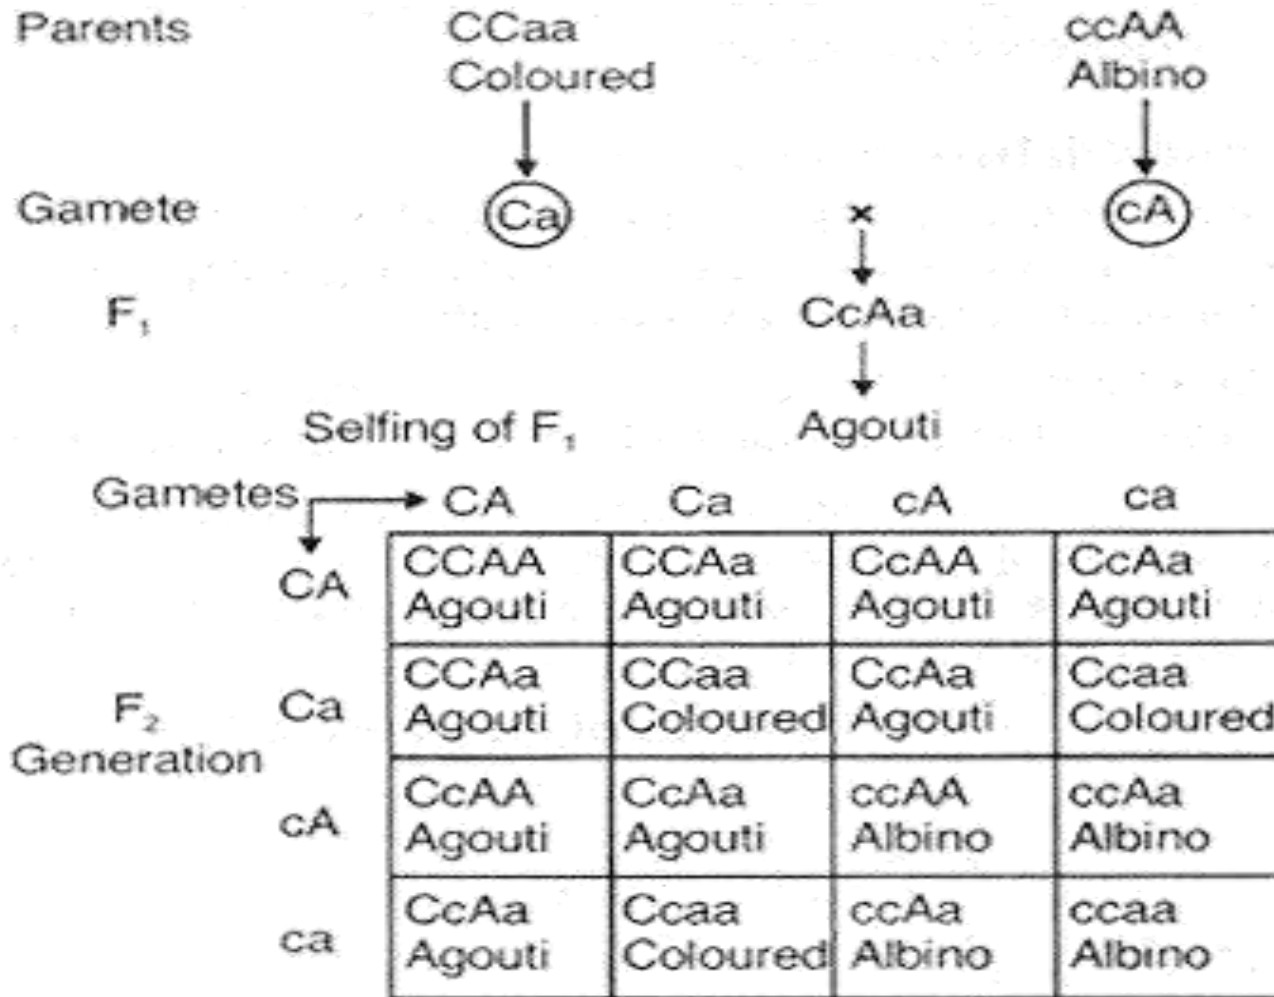 Parents CCaa ccAA
Coloured Albino
Gamete Ca × cA
F₁ CcAa
Selfing of F₁ Agouti
Gametes CA Ca cA ca
CA CCAA CCAa CcAA CcAa
Agouti Agouti Agouti Agouti
Ca CCAa CCaa CcAa Ccaa
Agouti Coloured Agouti Coloured
F₂
Generation
cA CcAA CcAa ccAA ccAa
Agouti Agouti Albino Albino
ca CcAa Ccaa ccAa ccaa
Agouti Coloured Albino Albino